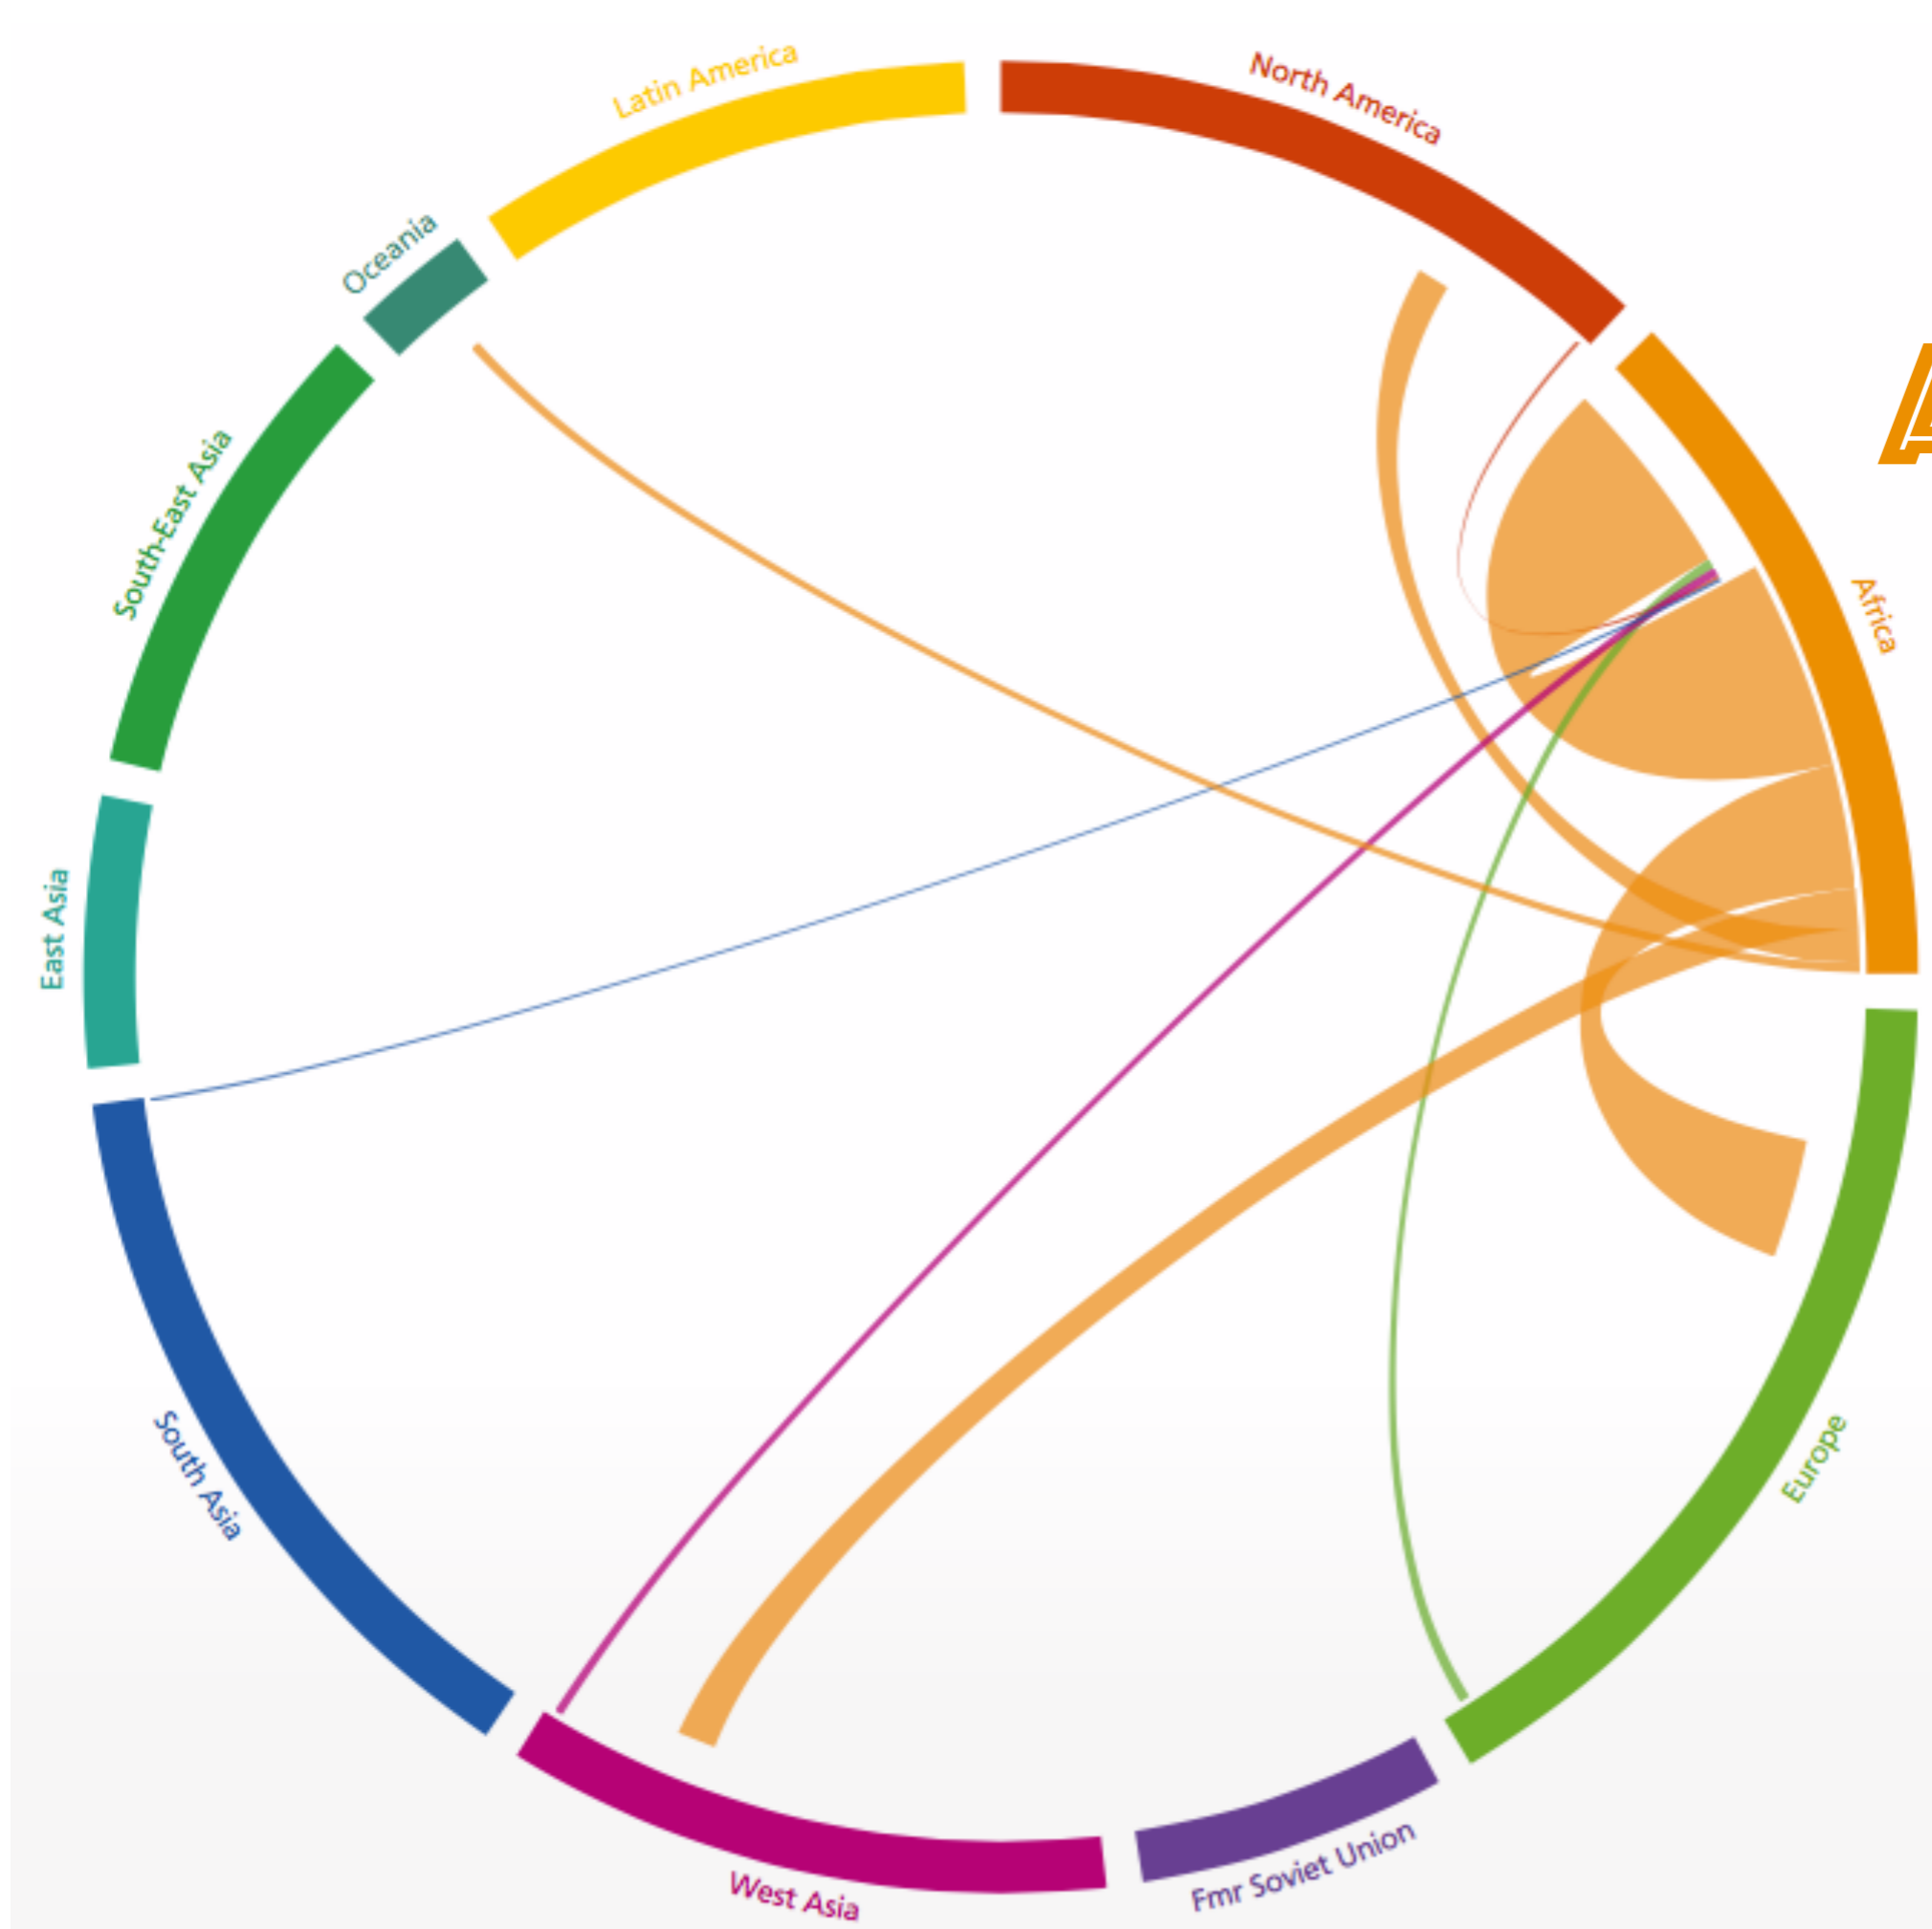 Latin America
North America
Oceania
South-East Asia
Africa
East Asia
South Asia
Europe
West Asia
Fmr Soviet Union